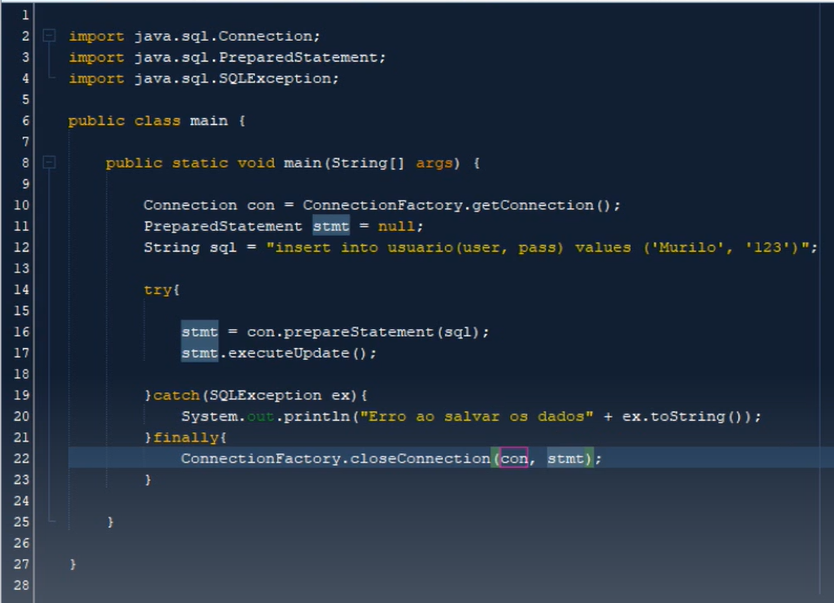 1
2 import java.sql.Connection;
3 import java.sql.PreparedStatement;
4 import java.sql.SQLException;
5
6 public class main {
7
8 public static void main(String[] args) {
9
10 Connection con = ConnectionFactory.getConnection();
11 PreparedStatement stmt = null;
12 String sql = "insert into usuario(user, pass) values ('Murilo', '123')";
13
14 try{
15
16 stmt = con.prepareStatement(sql);
17 stmt.executeUpdate();
18
19 }catch(SQLException ex){
20 System.out.println("Erro ao salvar os dados" + ex.toString());
21 }finally{
22 ConnectionFactory.closeConnection(con, stmt);
23 }
24
25 }
26
27 }
28